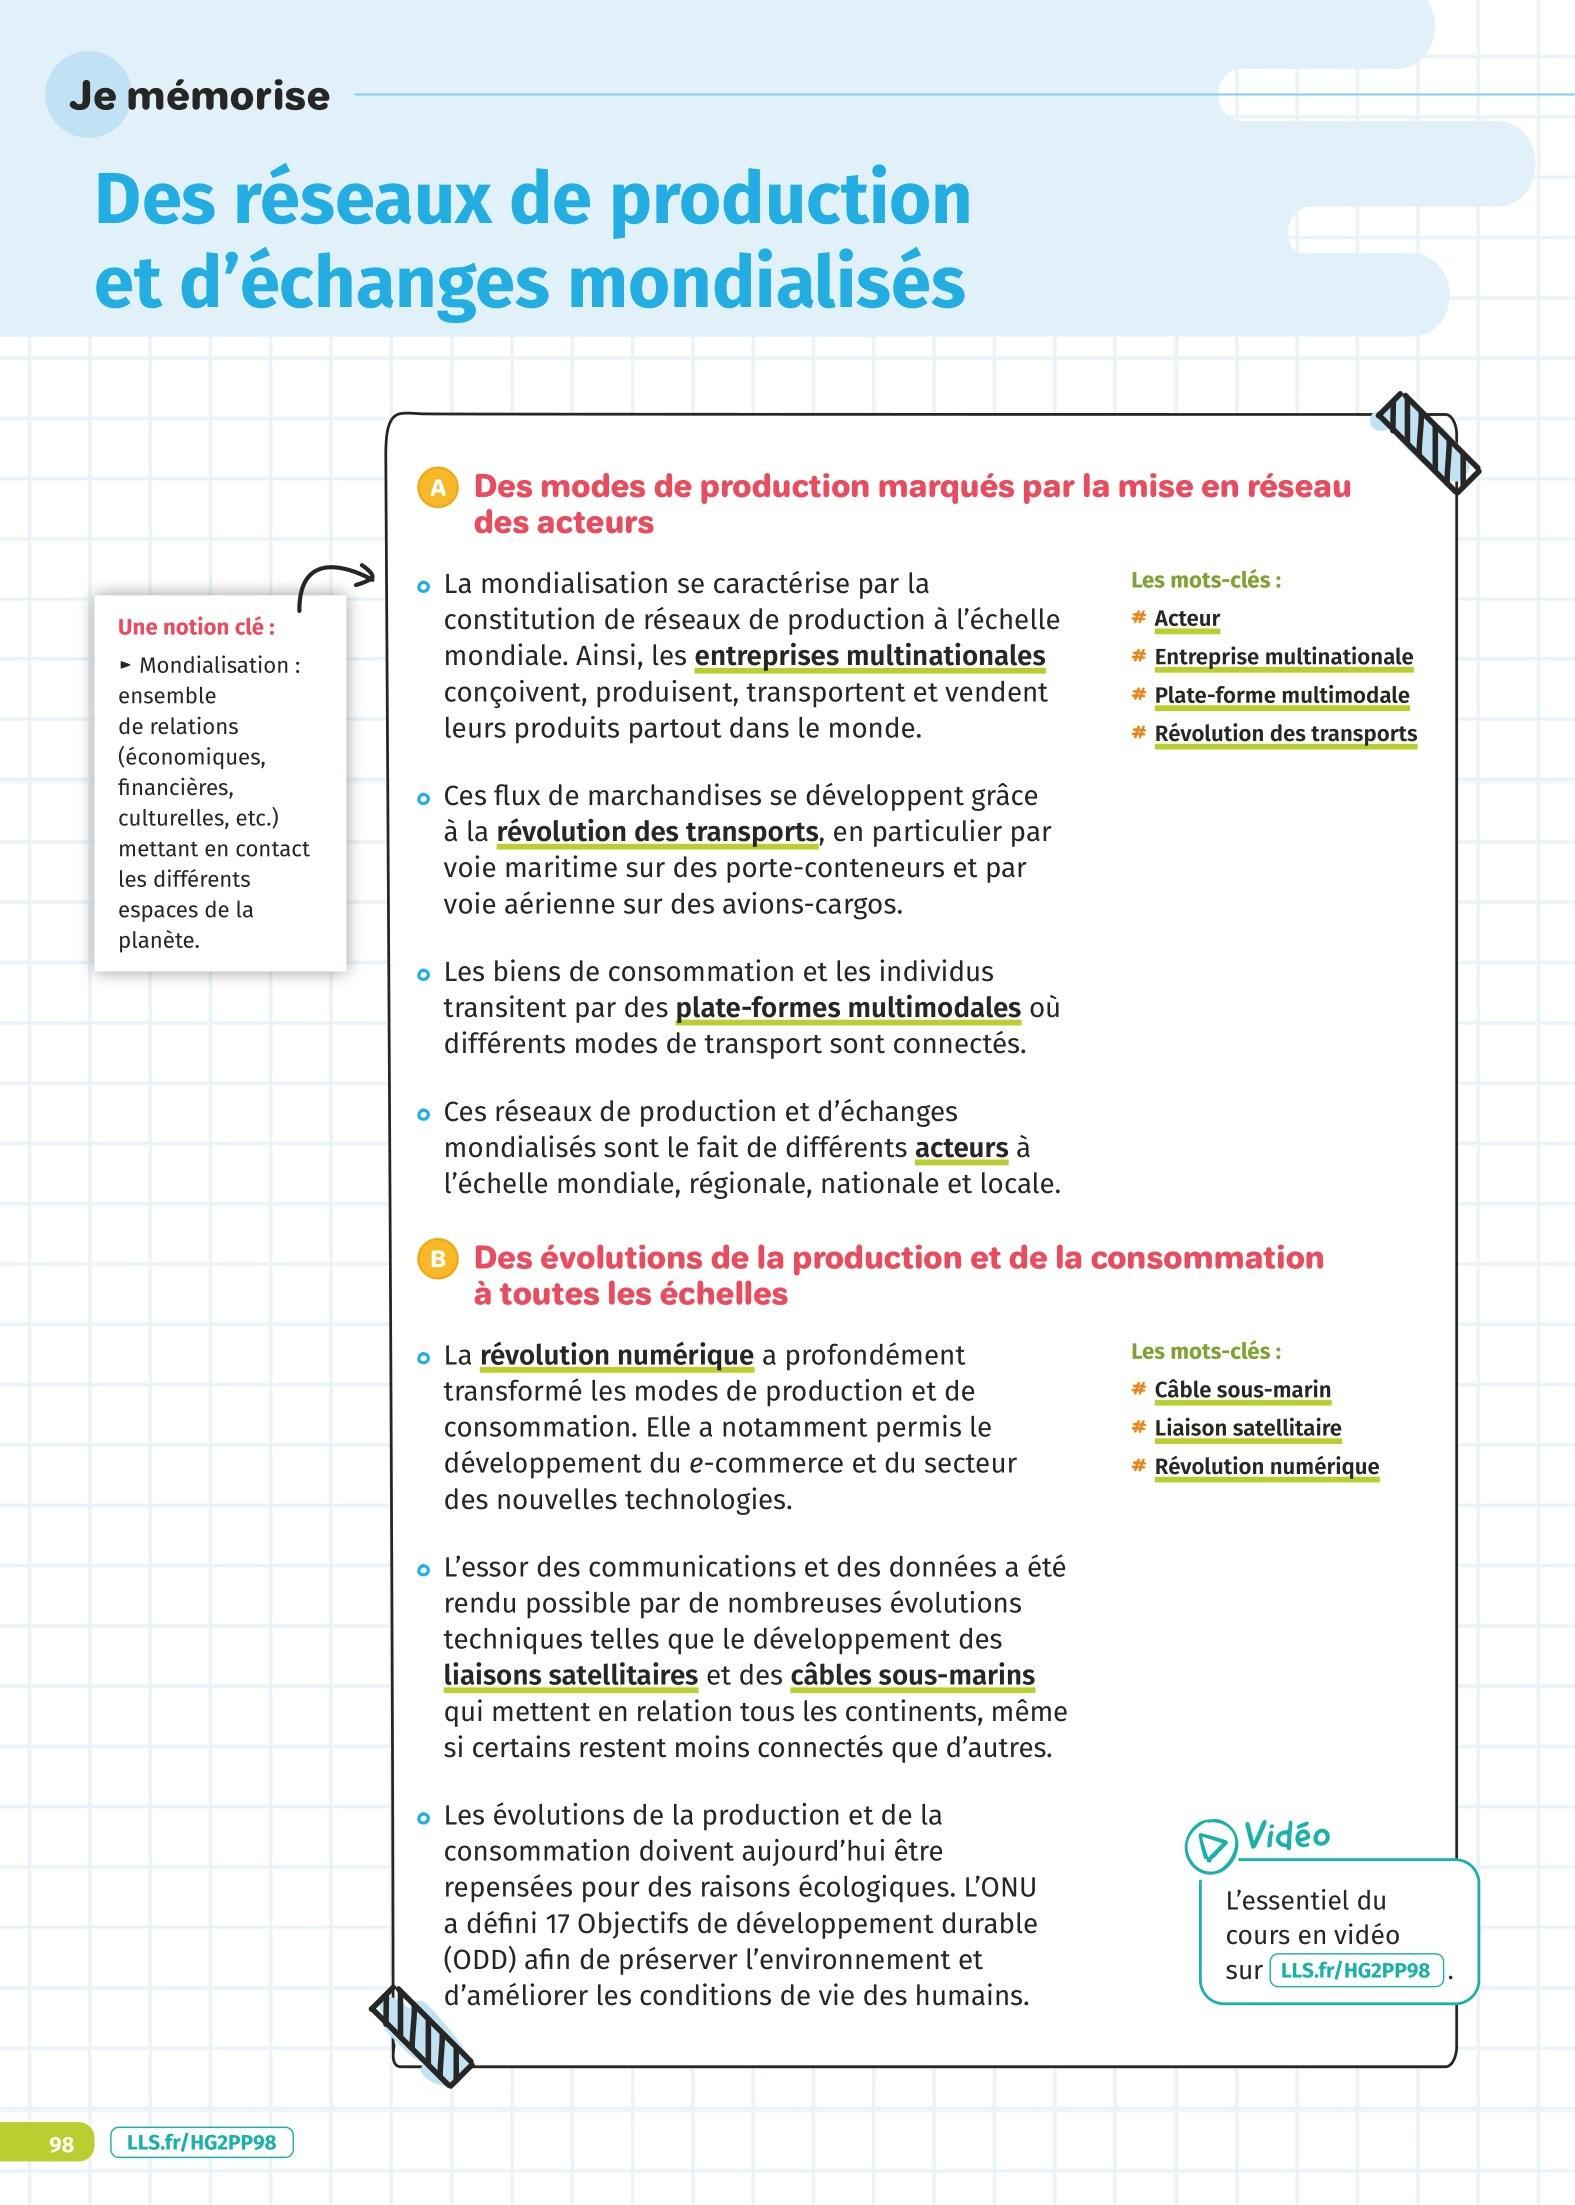 Je mémorise
Des réseaux de production
et d’échanges mondialisés
Une notion clé :
► Mondialisation :
ensemble
de relations
(économiques,
financières,
culturelles, etc.)
mettant en contact
les différents
espaces de la
planète.
A Des modes de production marqués par la mise en réseau
des acteurs
La mondialisation se caractérise par la
constitution de réseaux de production à l’échelle
mondiale. Ainsi, les entreprises multinationales
conçoivent, produisent, transportent et vendent
leurs produits partout dans le monde.
Ces flux de marchandises se développent grâce
à la révolution des transports, en particulier par
voie maritime sur des porte-conteneurs et par
voie aérienne sur des avions-cargos.
Les biens de consommation et les individus
transitent par des plate-formes multimodales où
différents modes de transport sont connectés.
Ces réseaux de production et d’échanges
mondialisés sont le fait de différents acteurs à
l’échelle mondiale, régionale, nationale et locale.
Les mots-clés :
# Acteur
# Entreprise multinationale
# Plate-forme multimodale
# Révolution des transports
B Des évolutions de la production et de la consommation
à toutes les échelles
La révolution numérique a profondément
transformé les modes de production et de
consommation. Elle a notamment permis le
développement du e-commerce et du secteur
des nouvelles technologies.
L’essor des communications et des données a été
rendu possible par de nombreuses évolutions
techniques telles que le développement des
liaisons satellitaires et des câbles sous-marins
qui mettent en relation tous les continents, même
si certains restent moins connectés que d’autres.
Les évolutions de la production et de la
consommation doivent aujourd’hui être
repensées pour des raisons écologiques. L’ONU
a défini 17 Objectifs de développement durable
(ODD) afin de préserver l’environnement et
d’améliorer les conditions de vie des humains.
Les mots-clés :
# Câble sous-marin
# Liaison satellitaire
# Révolution numérique
Vidéo
L’essentiel du
cours en vidéo
sur LLS.fr/HG2PP98 .
98 LLS.fr/HG2PP98